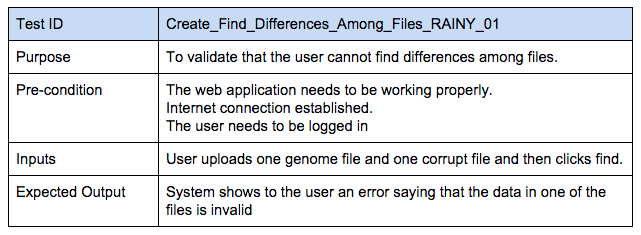 Test ID Create_Find_Differences_Among_Files_RAINY_01
Purpose To validate that the user cannot find differences among files.
Pre-condition The web application needs to be working properly.
Internet connection established.
The user needs to be logged in
Inputs User uploads one genome file and one corrupt file and then clicks find.
Expected Output System shows to the user an error saying that the data in one of the
files is invalid